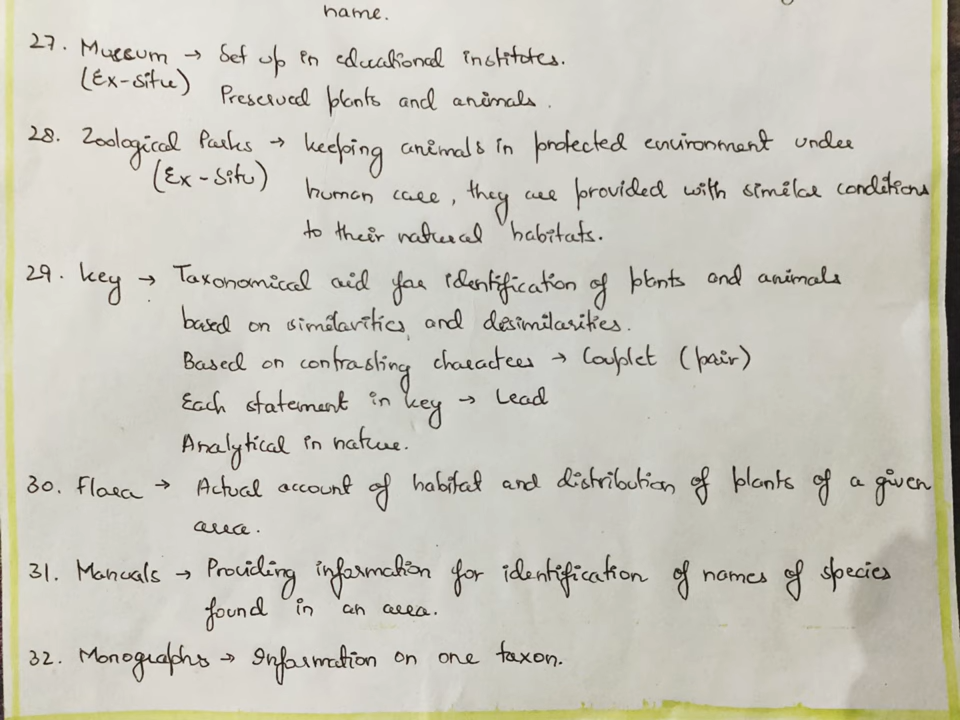 name.
27. Museum → Set up in educational institutes.
(Ex-situ) Preserved plants and animals.
28. Zoological Parks → keeping animals in protected environment under
(Ex-situ) human care, they are provided with similar conditions
to their natural habitats.
29. key → Taxonomical aid for identification of plants and animals
based on similarities and desimilarities.
Based on contrasting characters → Couplet (pair)
Each statement in key → Lead
Analytical in nature.
30. Flora → Actual account of habitat and distribution of plants of a given
area.
31. Manuals → Providing information for identification of names of species
found in an area.
32. Monographs → Information on one taxon.